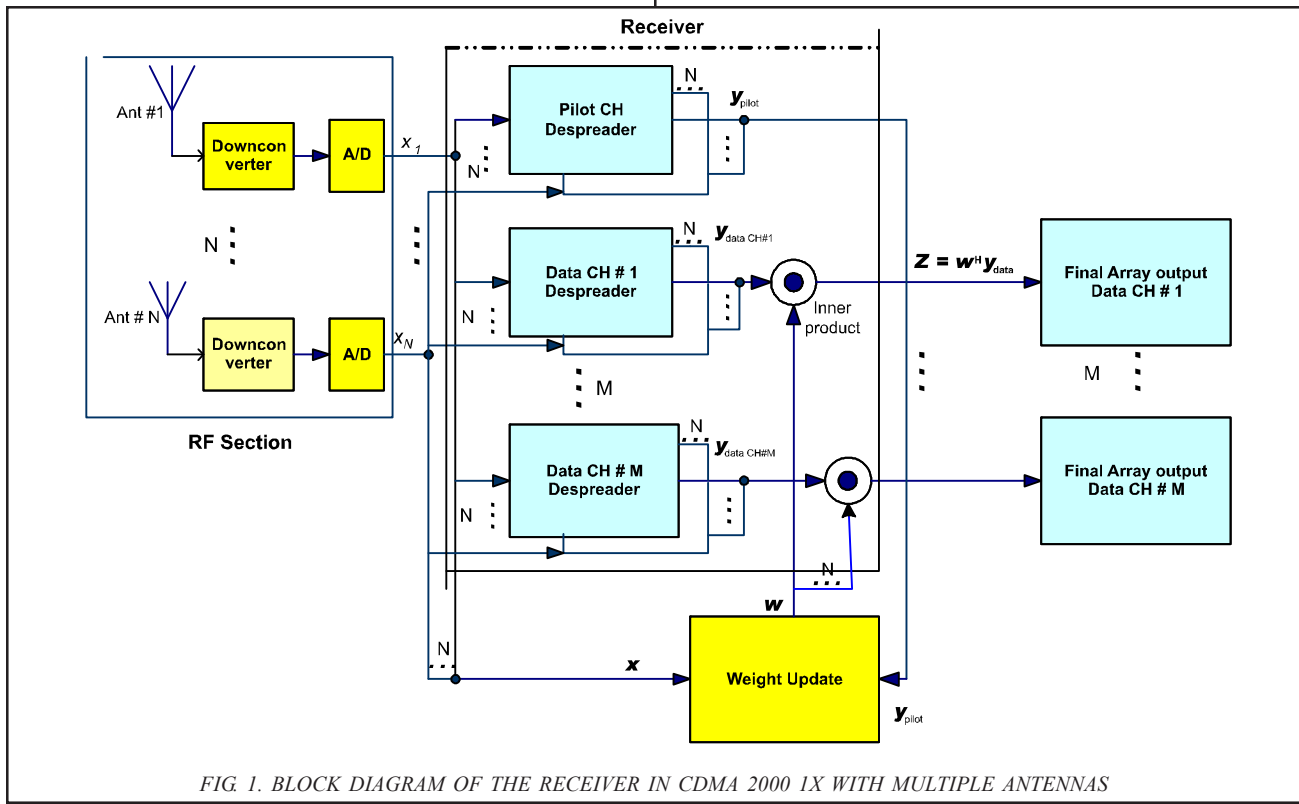 Receiver
Ant #1
Downcon
verter
A/D
x1
N
Pilot CH
Despreader
N
ypilot
N
Ant # N
Downcon
verter
A/D
xN
RF Section
Data CH # 1
Despreader
N
N
ydata CH#1
Inner
product
Z = wᴴydata
Final Array output
Data CH # 1
M
M
Data CH # M
Despreader
N
N
ydata CH#M
Final Array output
Data CH # M
N
w
N
x
Weight Update
ypilot
FIG. 1. BLOCK DIAGRAM OF THE RECEIVER IN CDMA 2000 1X WITH MULTIPLE ANTENNAS